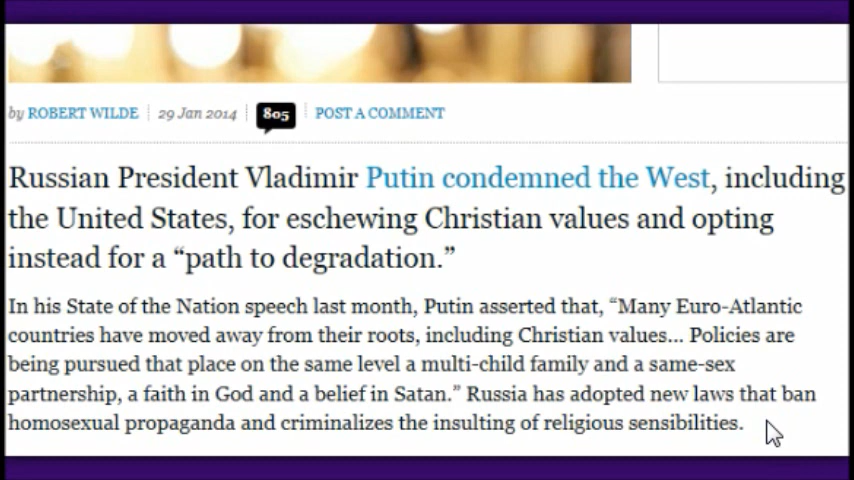 by ROBERT WILDE 29 Jan 2014 805 POST A COMMENT
Russian President Vladimir Putin condemned the West, including
the United States, for eschewing Christian values and opting
instead for a “path to degradation.”
In his State of the Nation speech last month, Putin asserted that, “Many Euro-Atlantic
countries have moved away from their roots, including Christian values... Policies are
being pursued that place on the same level a multi-child family and a same-sex
partnership, a faith in God and a belief in Satan.” Russia has adopted new laws that ban
homosexual propaganda and criminalizes the insulting of religious sensibilities.